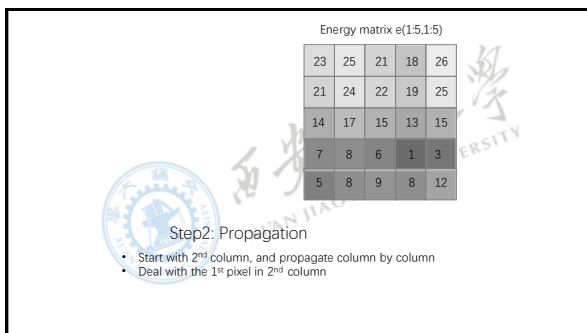 Energy matrix e(1:5,1:5)
23 25 21 18 26
21 24 22 19 25
14 17 15 13 15
7 8 6 1 3
5 8 9 8 12
Step2: Propagation
• Start with 2nd column, and propagate column by column
• Deal with the 1st pixel in 2nd column